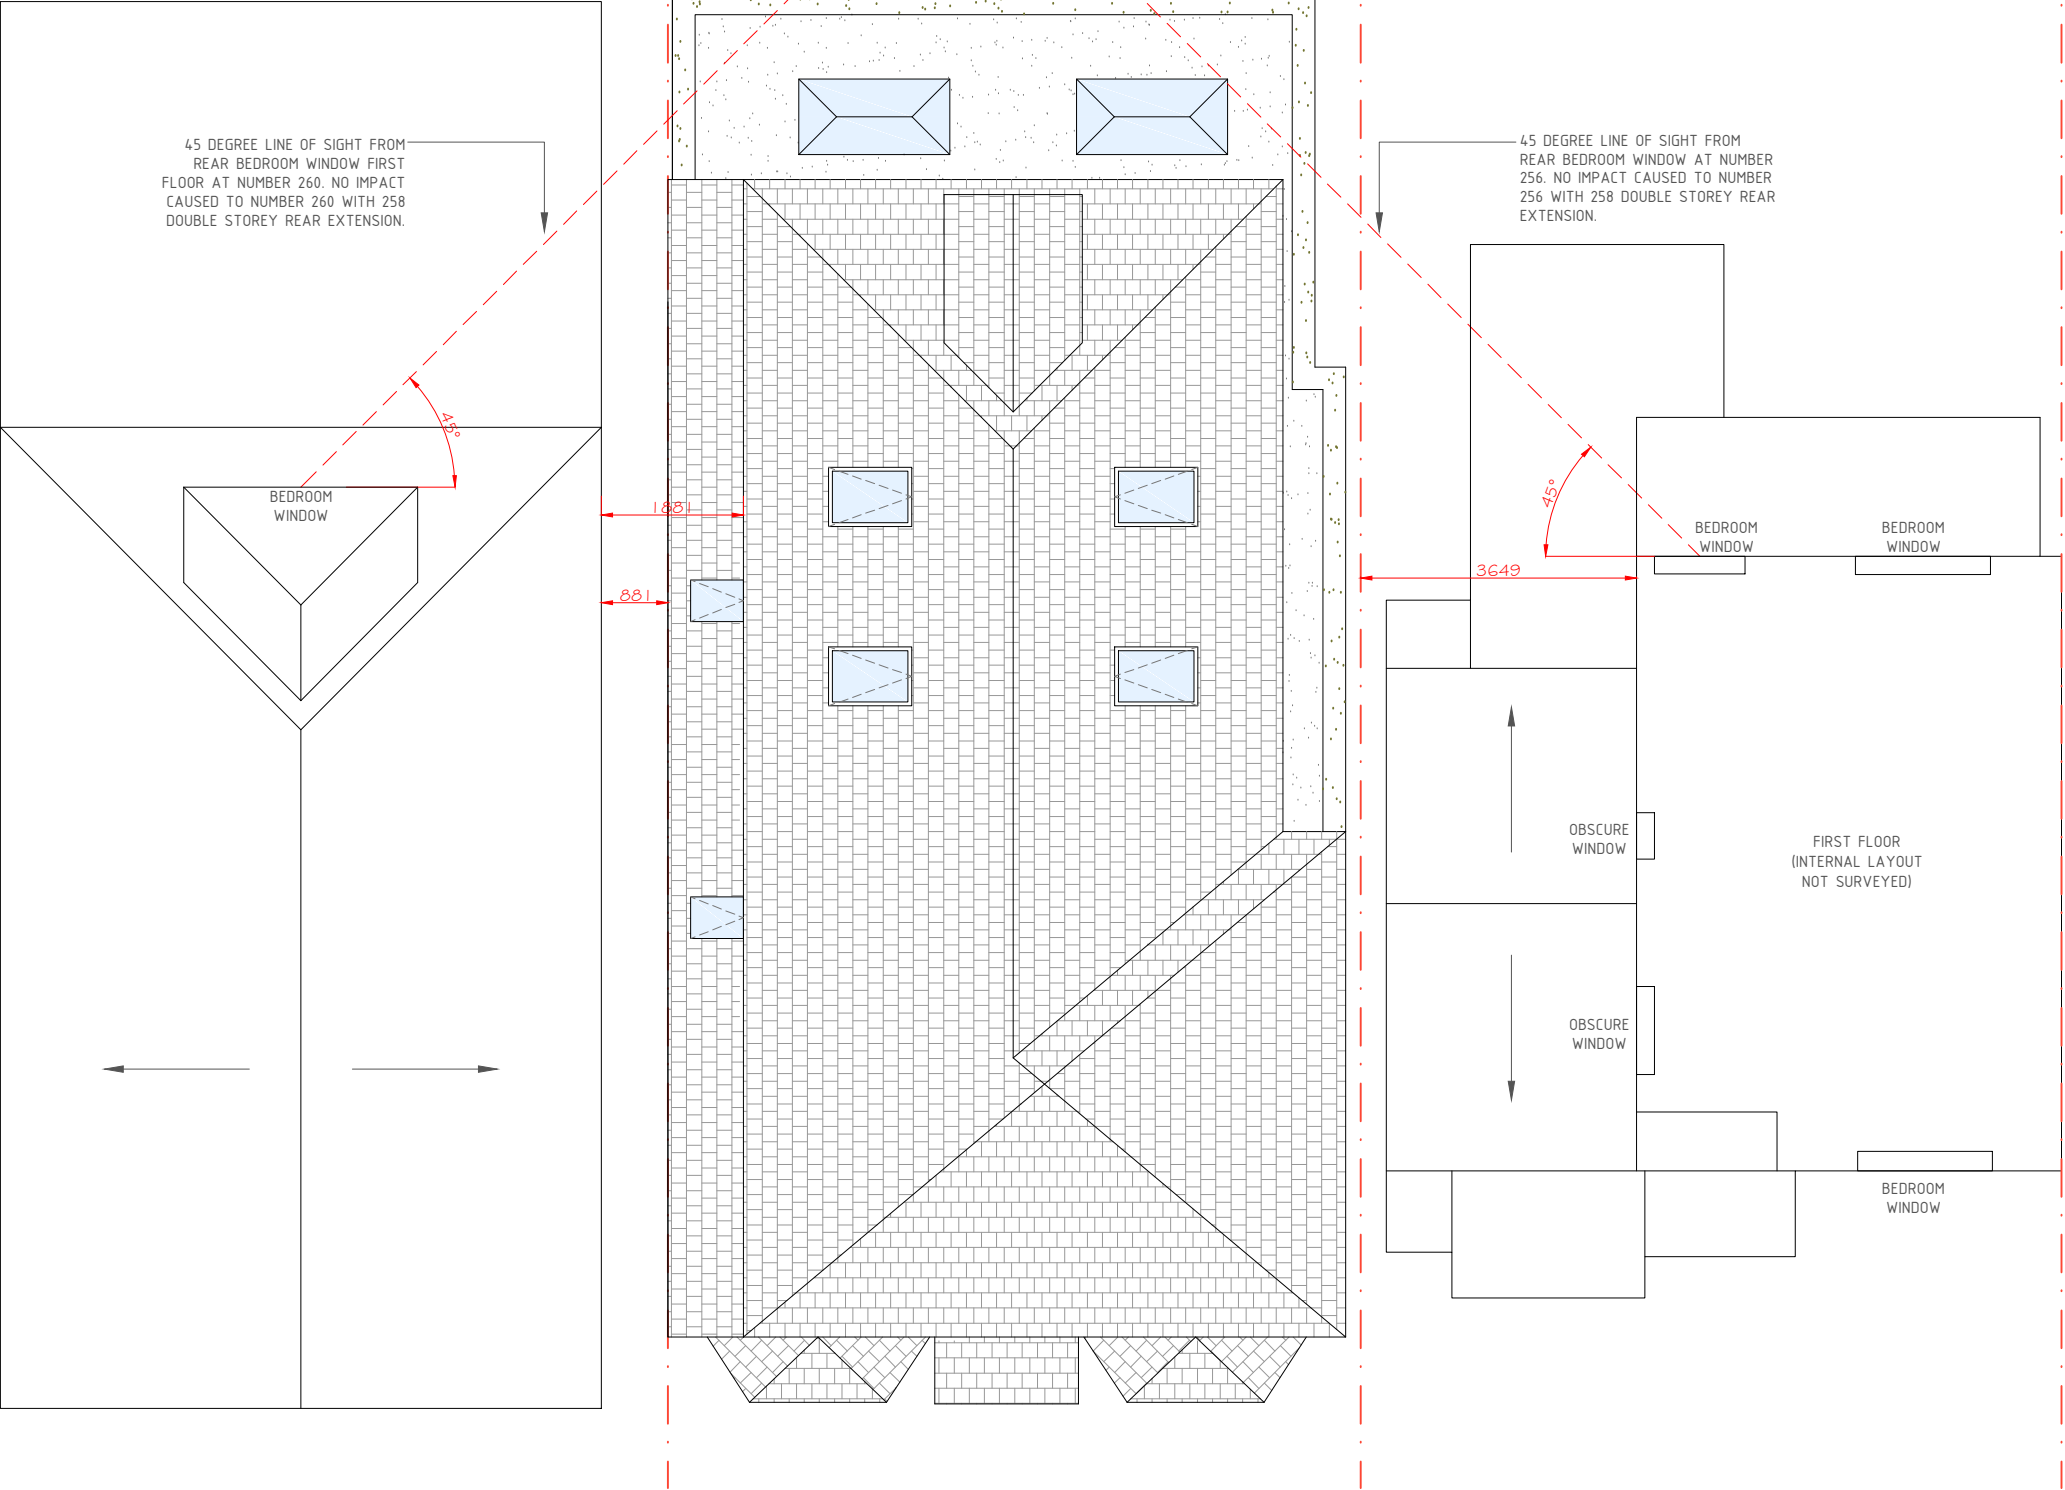 45 DEGREE LINE OF SIGHT FROM
REAR BEDROOM WINDOW FIRST
FLOOR AT NUMBER 260. NO IMPACT
CAUSED TO NUMBER 260 WITH 258
DOUBLE STOREY REAR EXTENSION.
45 DEGREE LINE OF SIGHT FROM
REAR BEDROOM WINDOW AT NUMBER
256. NO IMPACT CAUSED TO NUMBER
256 WITH 258 DOUBLE STOREY REAR
EXTENSION.
45°
BEDROOM
WINDOW
1881
881
45°
BEDROOM
WINDOW
BEDROOM
WINDOW
3649
OBSCURE
WINDOW
FIRST FLOOR
(INTERNAL LAYOUT
NOT SURVEYED)
OBSCURE
WINDOW
BEDROOM
WINDOW